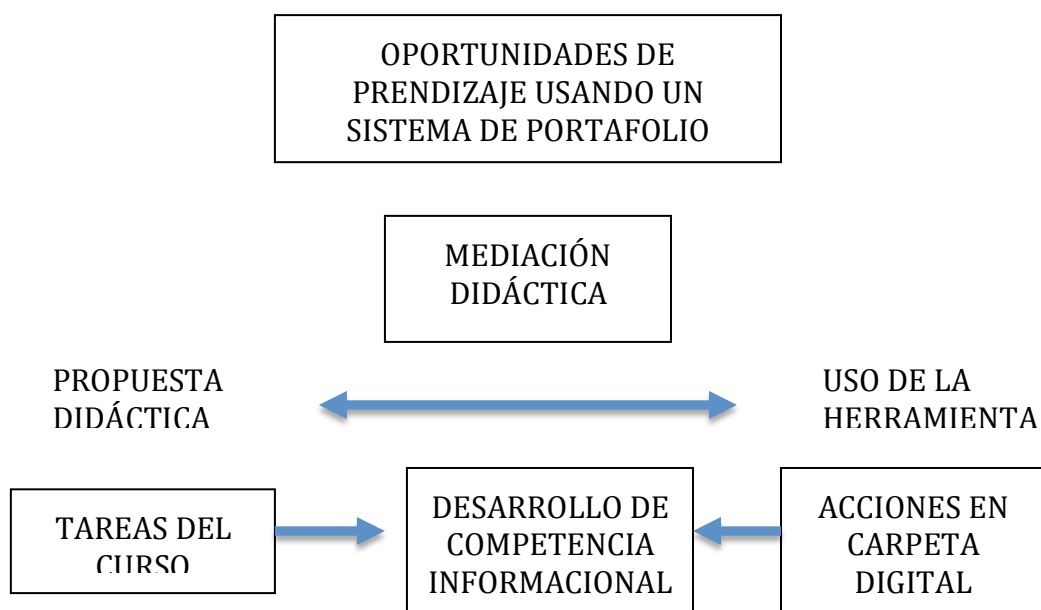 OPORTUNIDADES DE
PRENDIZAJE USANDO UN
SISTEMA DE PORTAFOLIO
MEDIACIÓN
DIDÁCTICA
PROPUESTA
DIDÁCTICA
USO DE LA
HERRAMIENTA
TAREAS DEL
CURSO
DESARROLLO DE
COMPETENCIA
INFORMACIONAL
ACCIONES EN
CARPETA
DIGITAL